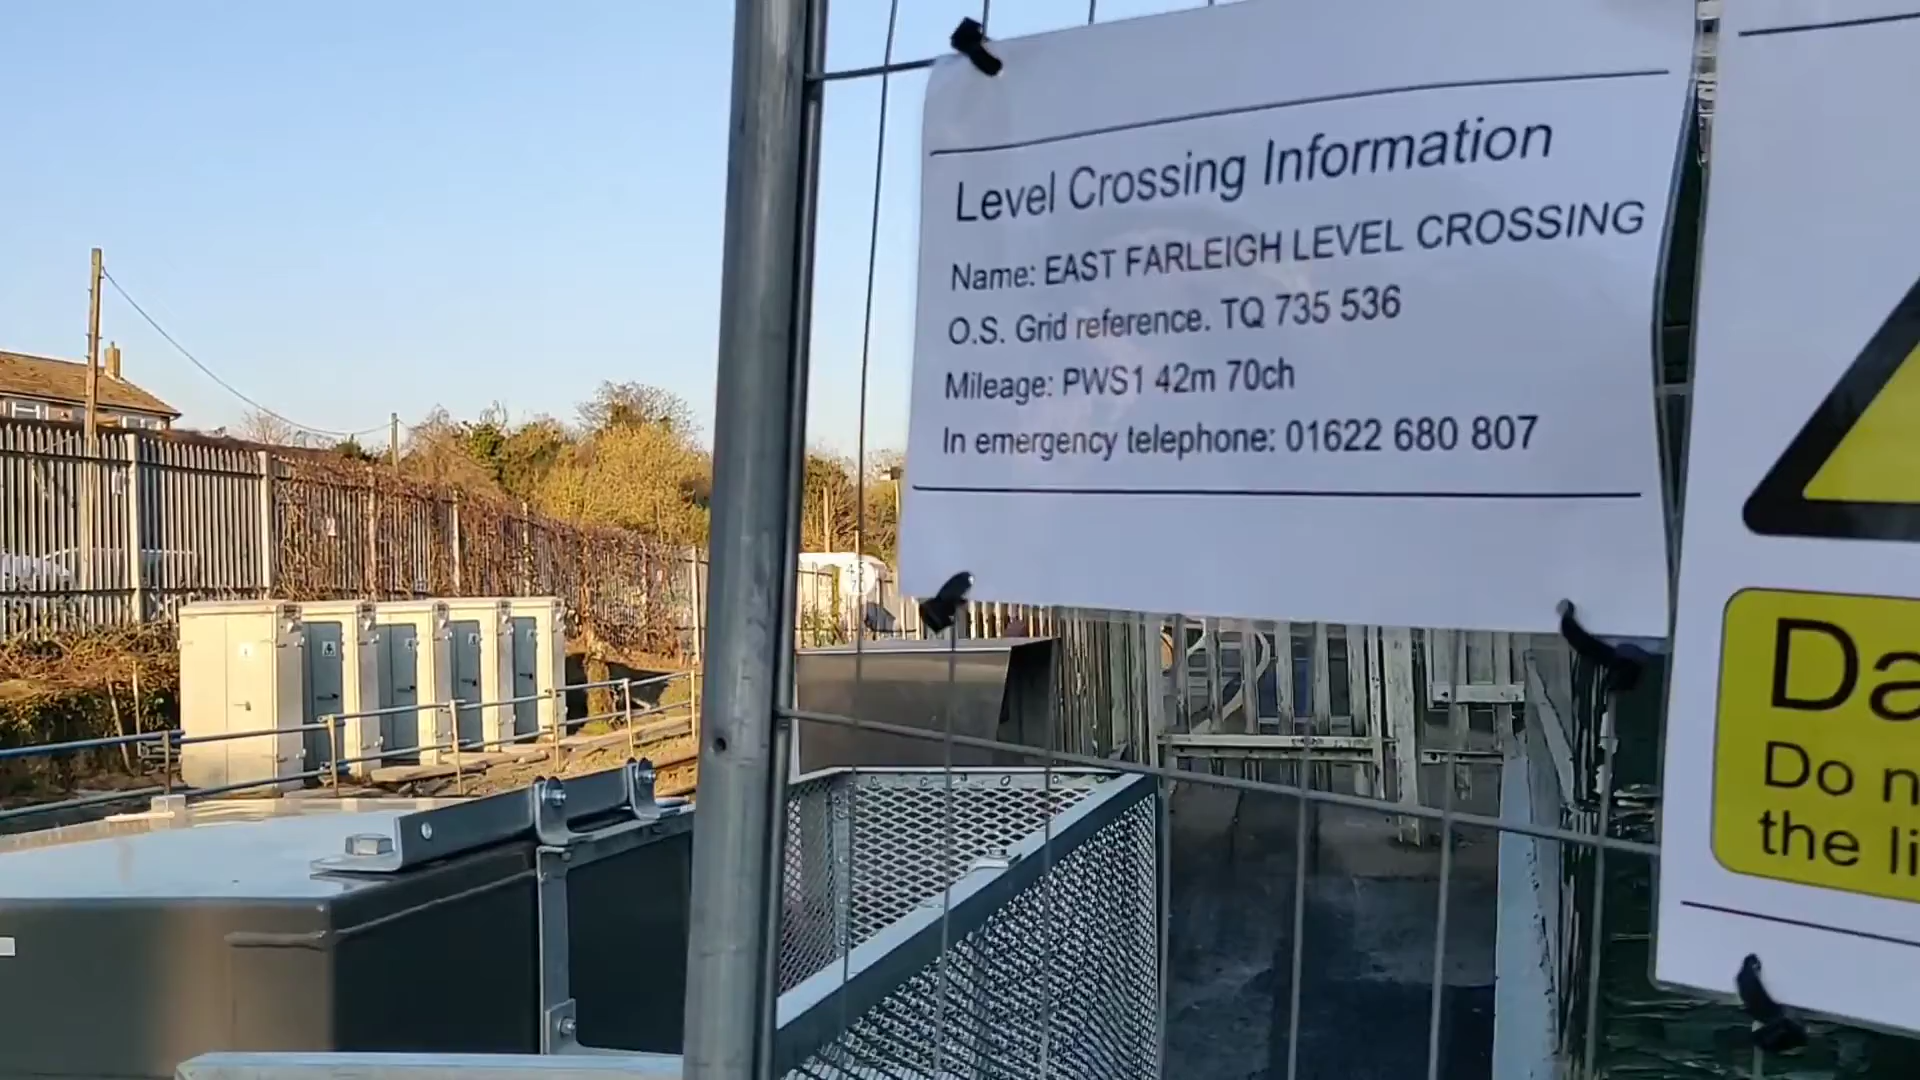 Level Crossing Information
Name: EAST FARLEIGH LEVEL CROSSING
O.S. Grid reference. TQ 735 536
Mileage: PWS1 42m 70ch
In emergency telephone: 01622 680 807
Da
Do n
the li